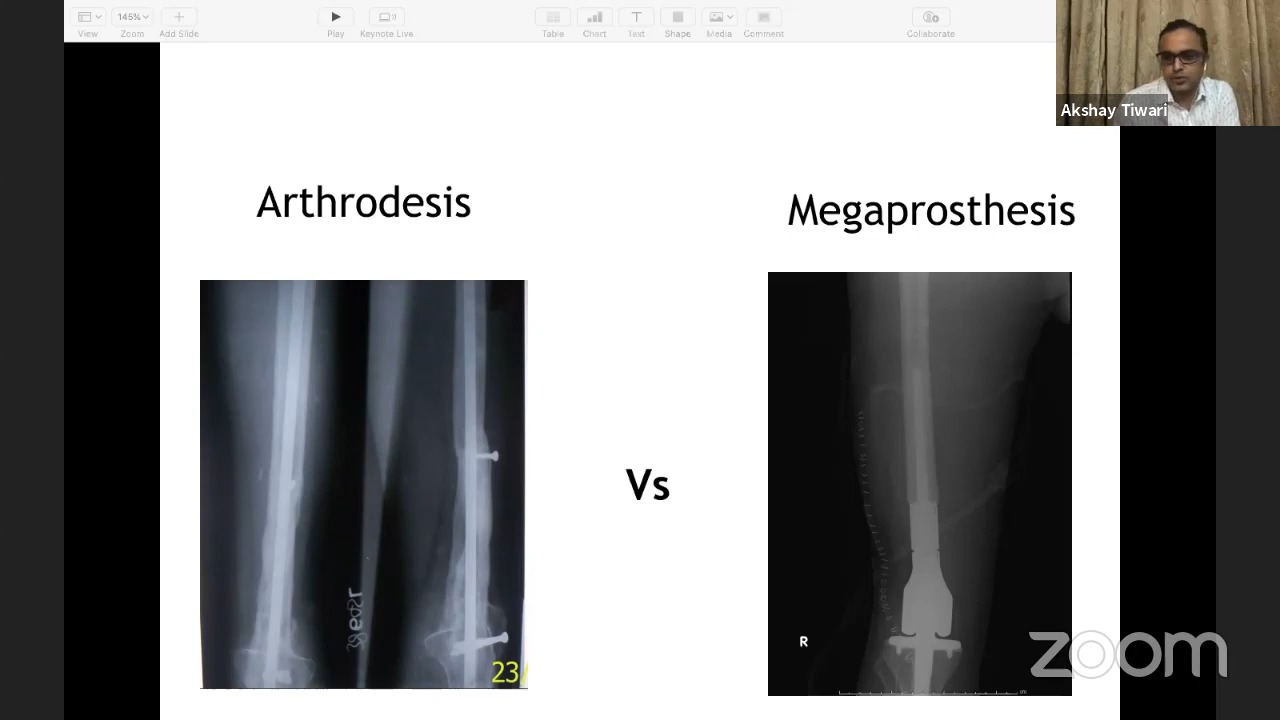 145%
View
Zoom
Add Slide
Play
Keynote Live
Table
Chart
Text
Shape
Media
Comment
Collaborate
Akshay Tiwari
Arthrodesis
Megaprosthesis
Vs
R
23/
zoom